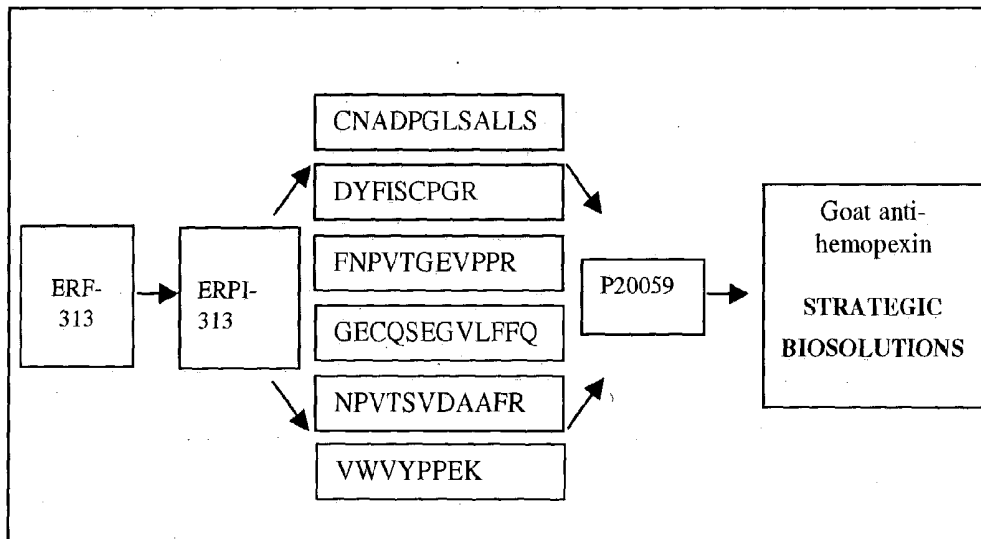 ERF-
313
ERPI-
313
CNADPGLSALLS
DYFISCPGR
FNPVTGEVPPR
GECQSEGVLFFQ
NPVTSVDAAFR
VWVYPPEK
P20059
Goat anti-
hemopexin
STRATEGIC
BIOSOLUTIONS